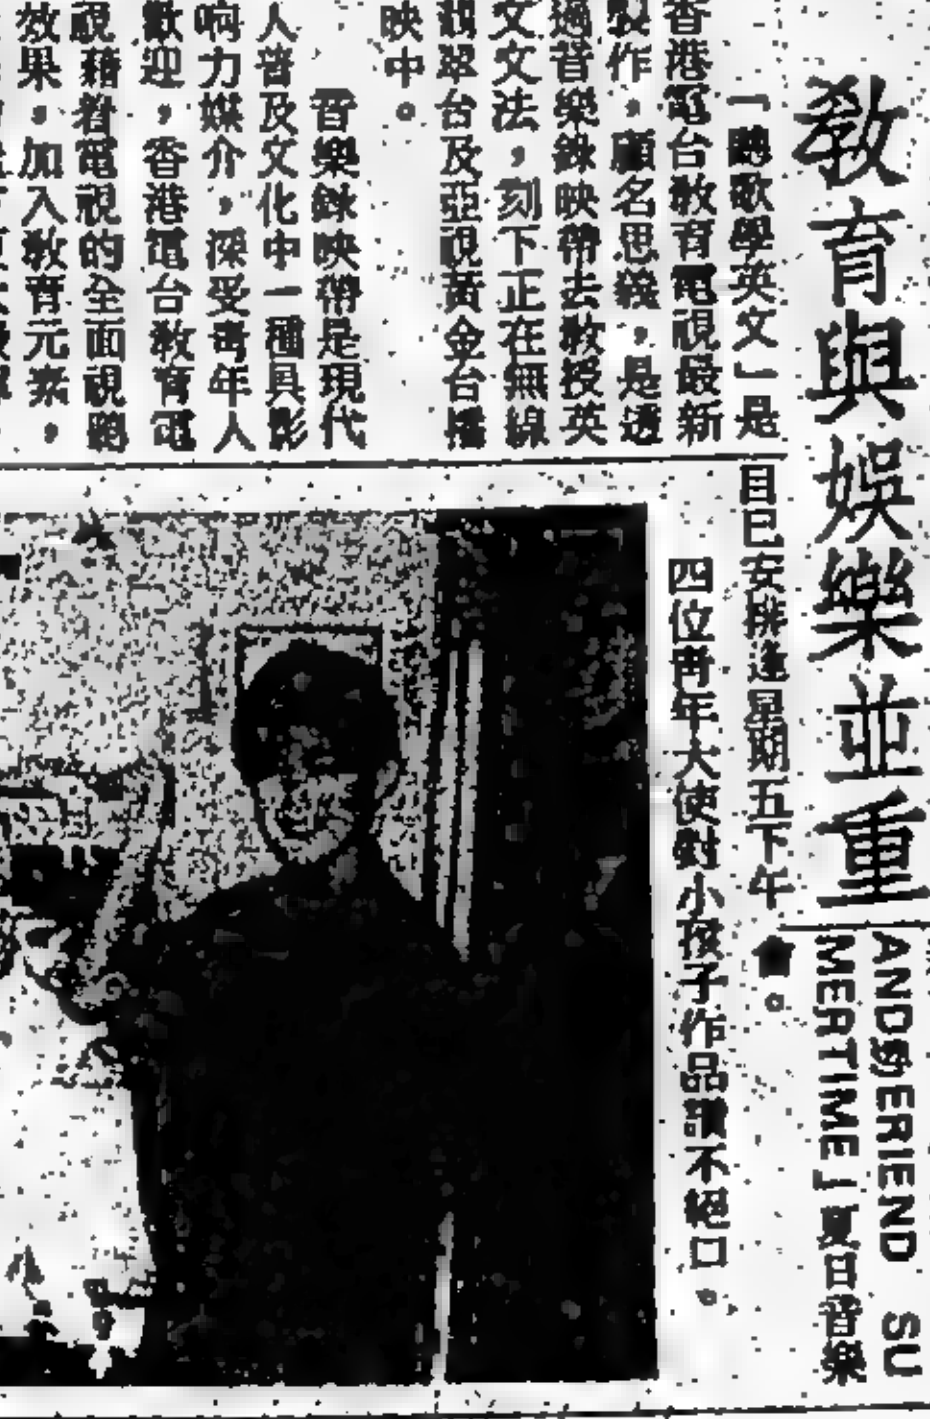 教育與娛樂並重
「聽歌學英文」是
香港電台教育電視最新
製作，顧名思義，是透
過音樂錄映帶去教授英
文文法，刻下正在無線
翡翠台及亞視黃金台播
映中。
音樂錄映帶是現代
人普及文化中一種具影
响力媒介，深受青年人
歡迎，香港電台教育電
視藉着電視的全面視聽
效果，加入教育元素，
目已安排逢星期五下午
四位青年大使對小孩子作品讚不絕口。
SU
MERTIME」夏日音樂